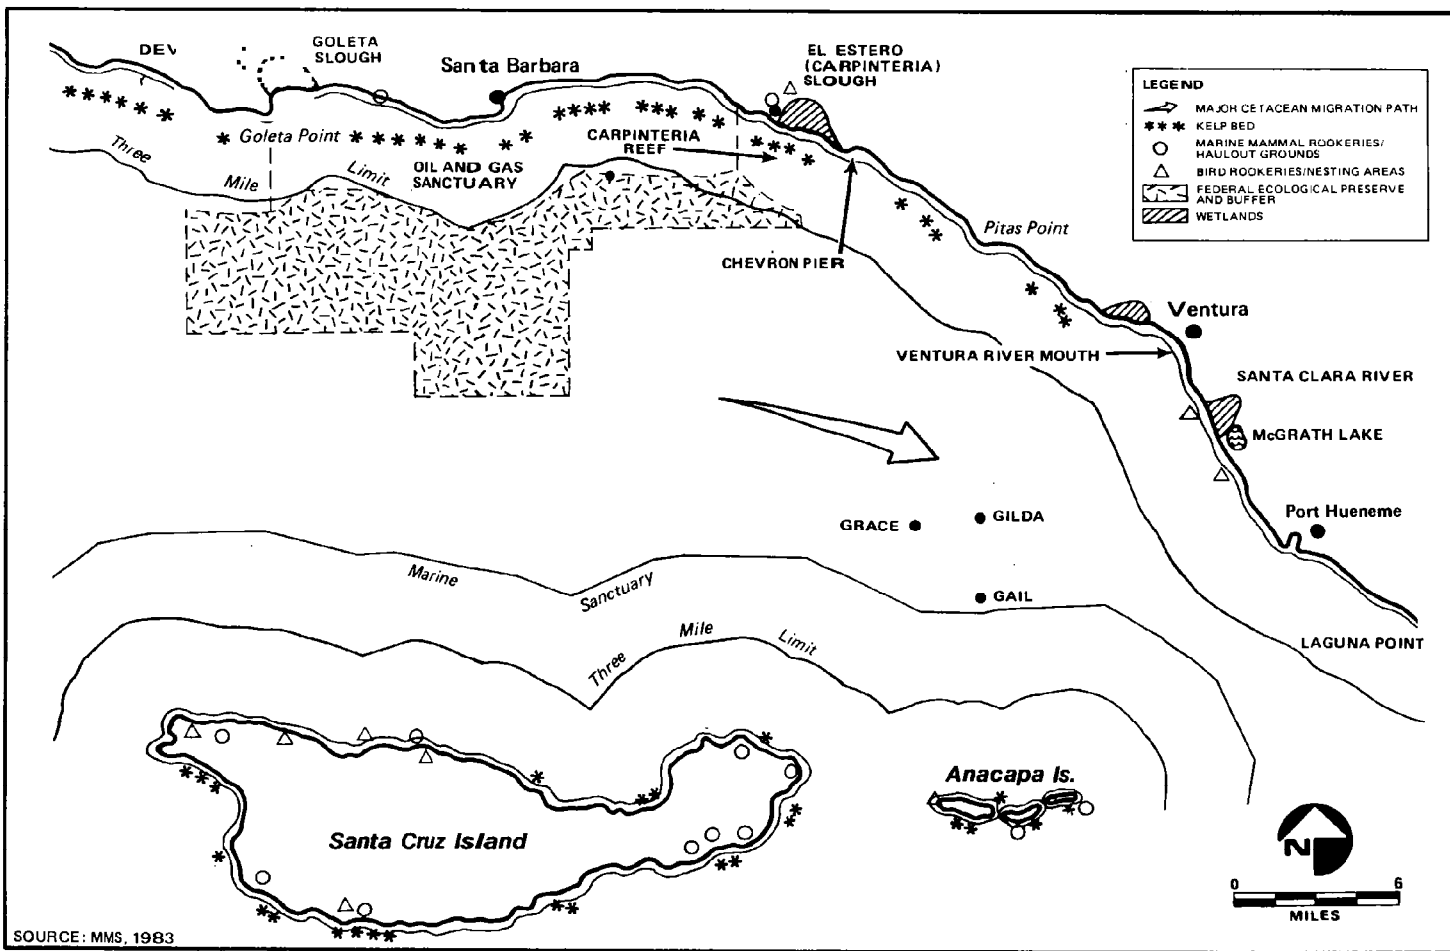 DEV
GOLETA
SLOUGH
Santa Barbara
EL ESTERO
(CARPINTERIA)
SLOUGH
LEGEND
MAJOR CETACEAN MIGRATION PATH
KELP BED
MARINE MAMMAL ROOKERIES/
HAULOUT GROUNDS
BIRD ROOKERIES/NESTING AREAS
FEDERAL ECOLOGICAL PRESERVE
AND BUFFER
WETLANDS
Goleta Point
CARPINTERIA
REEF
Three
Mile
Limit
OIL AND GAS
SANCTUARY
Pitas Point
CHEVRON PIER
Ventura
VENTURA RIVER MOUTH
SANTA CLARA RIVER
McGRATH LAKE
Port Hueneme
GRACE
GILDA
GAIL
Marine
Sanctuary
Three
Mile
Limit
LAGUNA POINT
Anacapa Is.
Santa Cruz Island
N
0 6
MILES
SOURCE: MMS, 1983